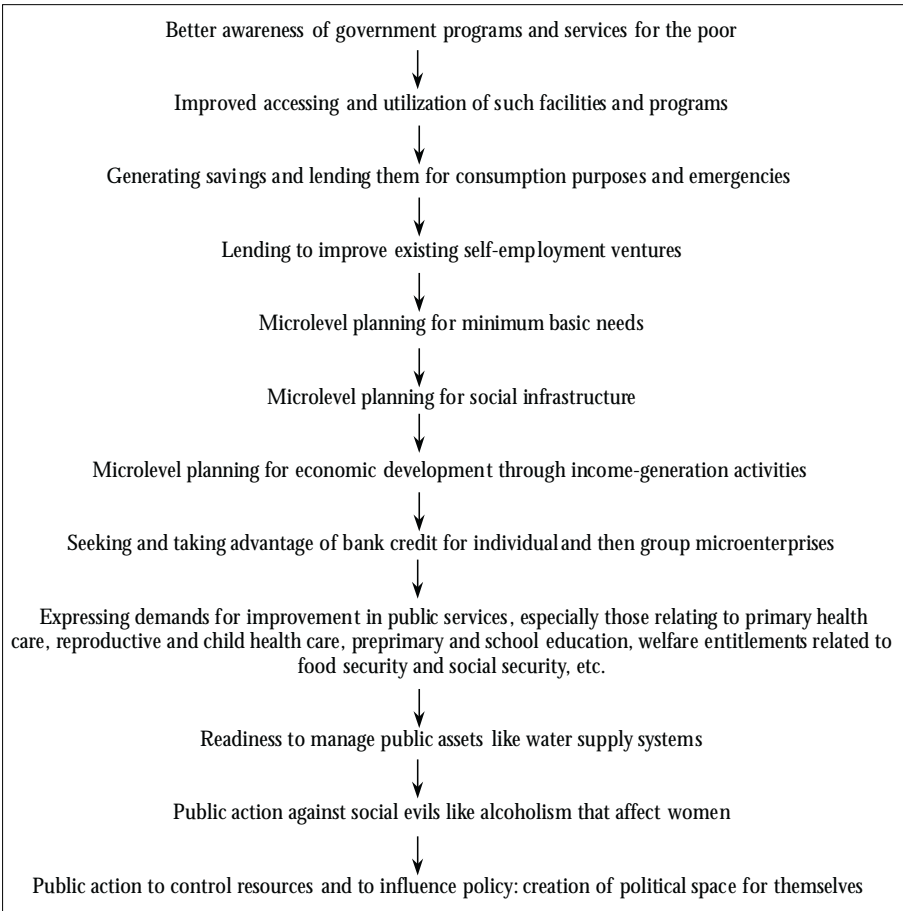 Better awareness of government programs and services for the poor
Improved accessing and utilization of such facilities and programs
Generating savings and lending them for consumption purposes and emergencies
Lending to improve existing self-employment ventures
Microlevel planning for minimum basic needs
Microlevel planning for social infrastructure
Microlevel planning for economic development through income-generation activities
Seeking and taking advantage of bank credit for individual and then group microenterprises
Expressing demands for improvement in public services, especially those relating to primary health
care, reproductive and child health care, preprimary and school education, welfare entitlements related to
food security and social security, etc.
Readiness to manage public assets like water supply systems
Public action against social evils like alcoholism that affect women
Public action to control resources and to influence policy: creation of political space for themselves